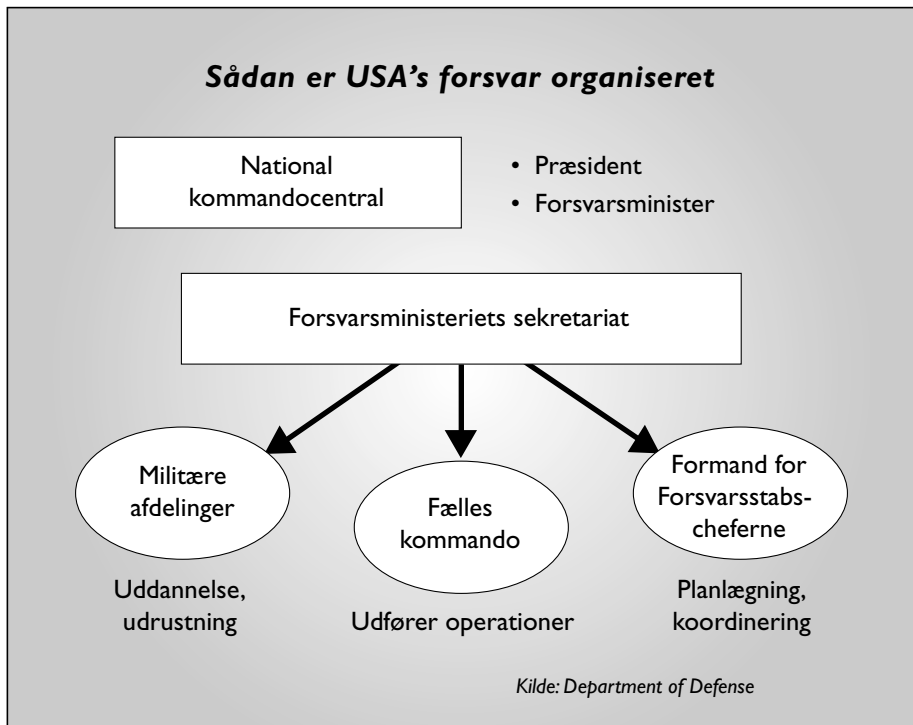 Sådan er USA's forsvar organiseret
National
kommandocentral
• Præsident
• Forsvarsminister
Forsvarsministeriets sekretariat
Militære
afdelinger
Uddannelse,
udrustning
Fælles
kommando
Udfører operationer
Formand for
Forsvarsstabs-
cheferne
Planlægning,
koordinering
Kilde: Department of Defense